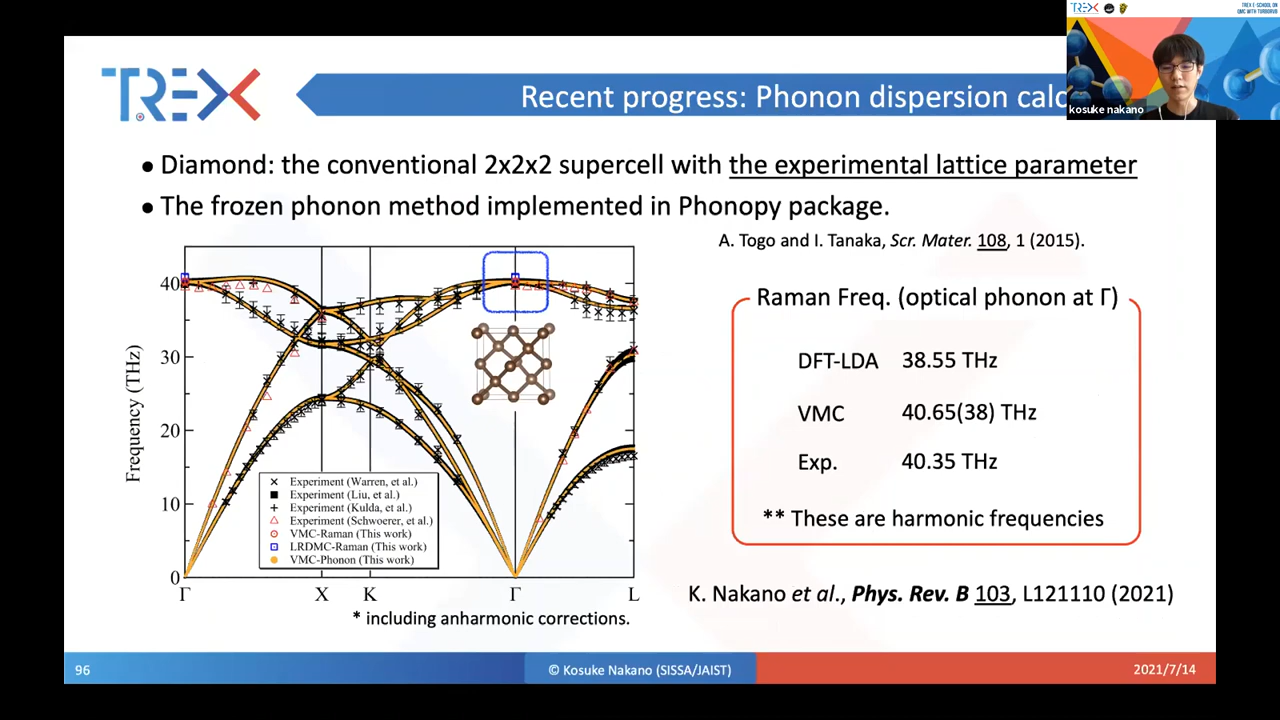 TREX
TREX E-SCHOOL ON
QMC WITH TURBORVB
kosuke nakano
Recent progress: Phonon dispersion calc
● Diamond: the conventional 2x2x2 supercell with the experimental lattice parameter
● The frozen phonon method implemented in Phonopy package.
A. Togo and I. Tanaka, Scr. Mater. 108, 1 (2015).
Frequency (THz)
40
30
20
10
0
Γ X K Γ L
Experiment (Warren, et al.)
Experiment (Liu, et al.)
Experiment (Kulda, et al.)
Experiment (Schwoerer, et al.)
VMC-Raman (This work)
LRDMC-Raman (This work)
VMC-Phonon (This work)
* including anharmonic corrections.
Raman Freq. (optical phonon at Γ)
DFT-LDA 38.55 THz
VMC 40.65(38) THz
Exp. 40.35 THz
** These are harmonic frequencies
K. Nakano et al., Phys. Rev. B 103, L121110 (2021)
96
© Kosuke Nakano (SISSA/JAIST)
2021/7/14